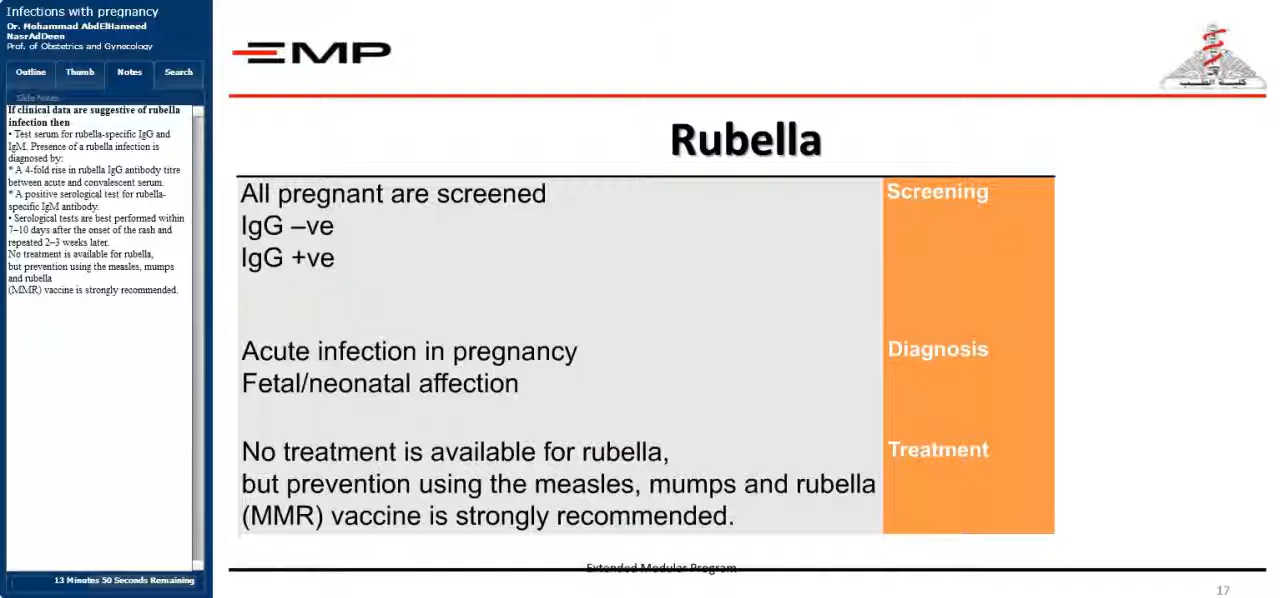 Infections with pregnancy
Dr. Mohammad AbdElHameed
NasrAdDeen
Prof. of Obstetrics and Gynecology
Outline Thumb Notes Search
Slide Notes
If clinical data are suggestive of rubella
infection then
• Test serum for rubella-specific IgG and
IgM. Presence of a rubella infection is
diagnosed by:
* A 4-fold rise in rubella IgG antibody titre
between acute and convalescent serum.
* A positive serological test for rubella-
specific IgM antibody.
• Serological tests are best performed within
7–10 days after the onset of the rash and
repeated 2–3 weeks later.
No treatment is available for rubella,
but prevention using the measles, mumps
and rubella
(MMR) vaccine is strongly recommended.
13 Minutes 50 Seconds Remaining
EMP
كلية الطب
Rubella
All pregnant are screened
Screening
IgG –ve
IgG +ve
Acute infection in pregnancy
Diagnosis
Fetal/neonatal affection
No treatment is available for rubella,
Treatment
but prevention using the measles, mumps and rubella
(MMR) vaccine is strongly recommended.
Extended Modular Program
17